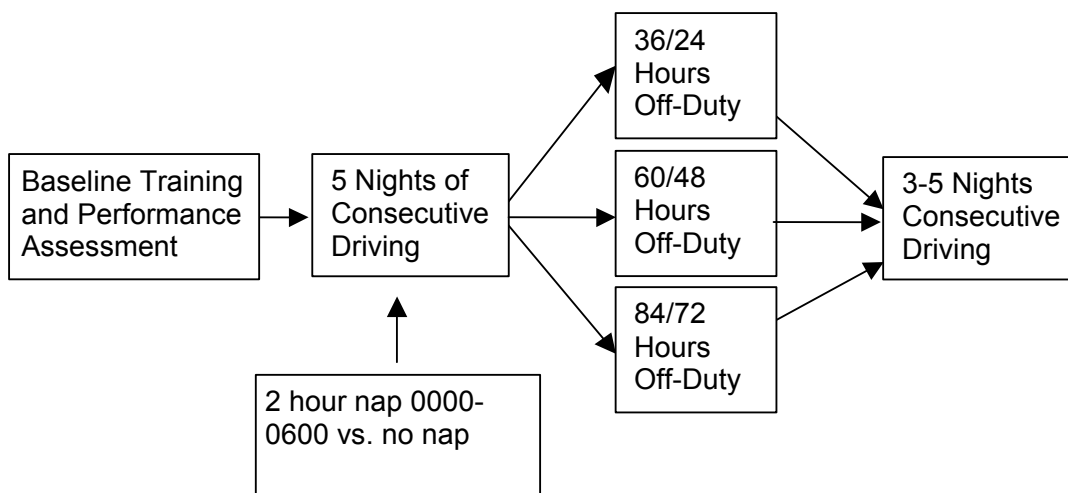 Baseline Training
and Performance
Assessment
5 Nights of
Consecutive
Driving
2 hour nap 0000-
0600 vs. no nap
36/24
Hours
Off-Duty
60/48
Hours
Off-Duty
84/72
Hours
Off-Duty
3-5 Nights
Consecutive
Driving